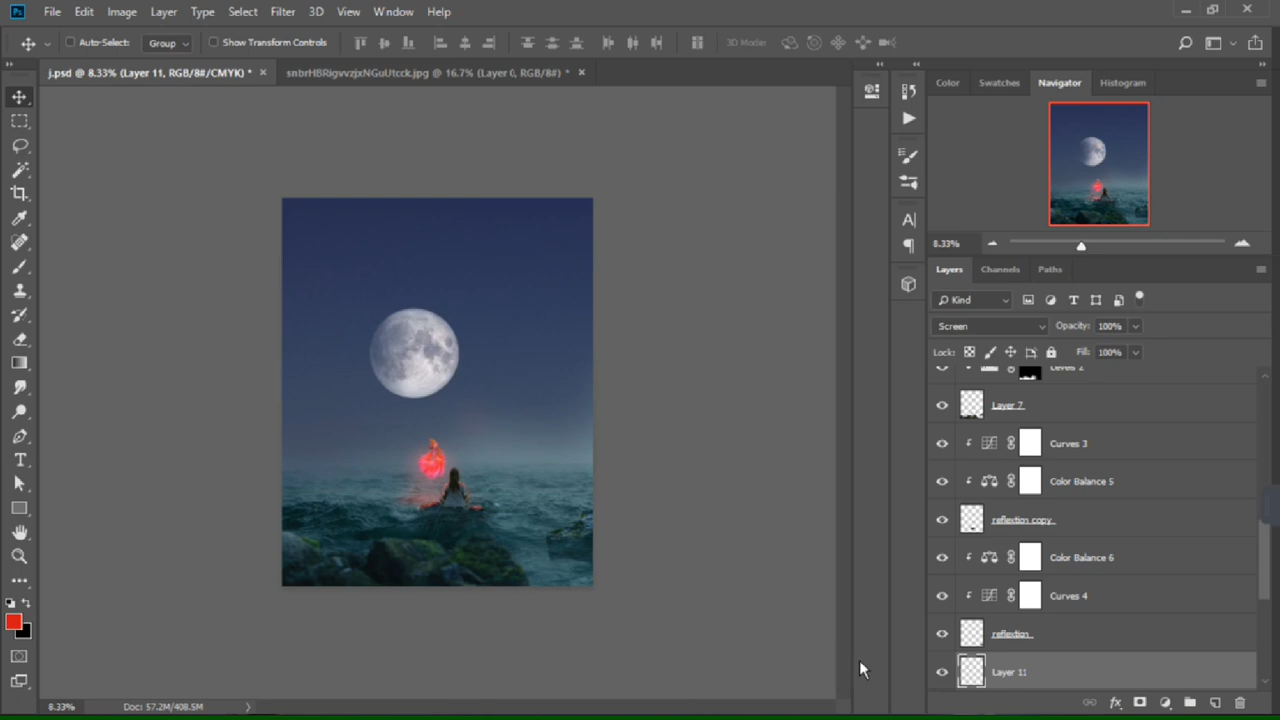 Ps File Edit Image Layer Type Select Filter 3D View Window Help
Auto-Select: Group Show Transform Controls 3D Mode:
j.psd @ 8.33% (Layer 11, RGB/8#/CMYK) * × snbrHBRigvvzjxNGuUtcck.jpg @ 16.7% (Layer 0, RGB/8#) * ×
Color Swatches Navigator Histogram
8.33%
Layers Channels Paths
Kind
Screen Opacity: 100%
Lock: Fill: 100%
Levels 2
Layer 7
Curves 3
Color Balance 5
reflextion copy
Color Balance 6
Curves 4
reflextion
Layer 11
8.33% Doc: 57.2M/408.5M